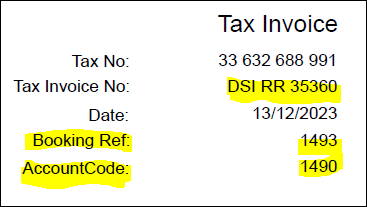 Tax Invoice
Tax No: 33 632 688 991
Tax Invoice No: DSI RR 35360
Date: 13/12/2023
Booking Ref: 1493
AccountCode: 1490